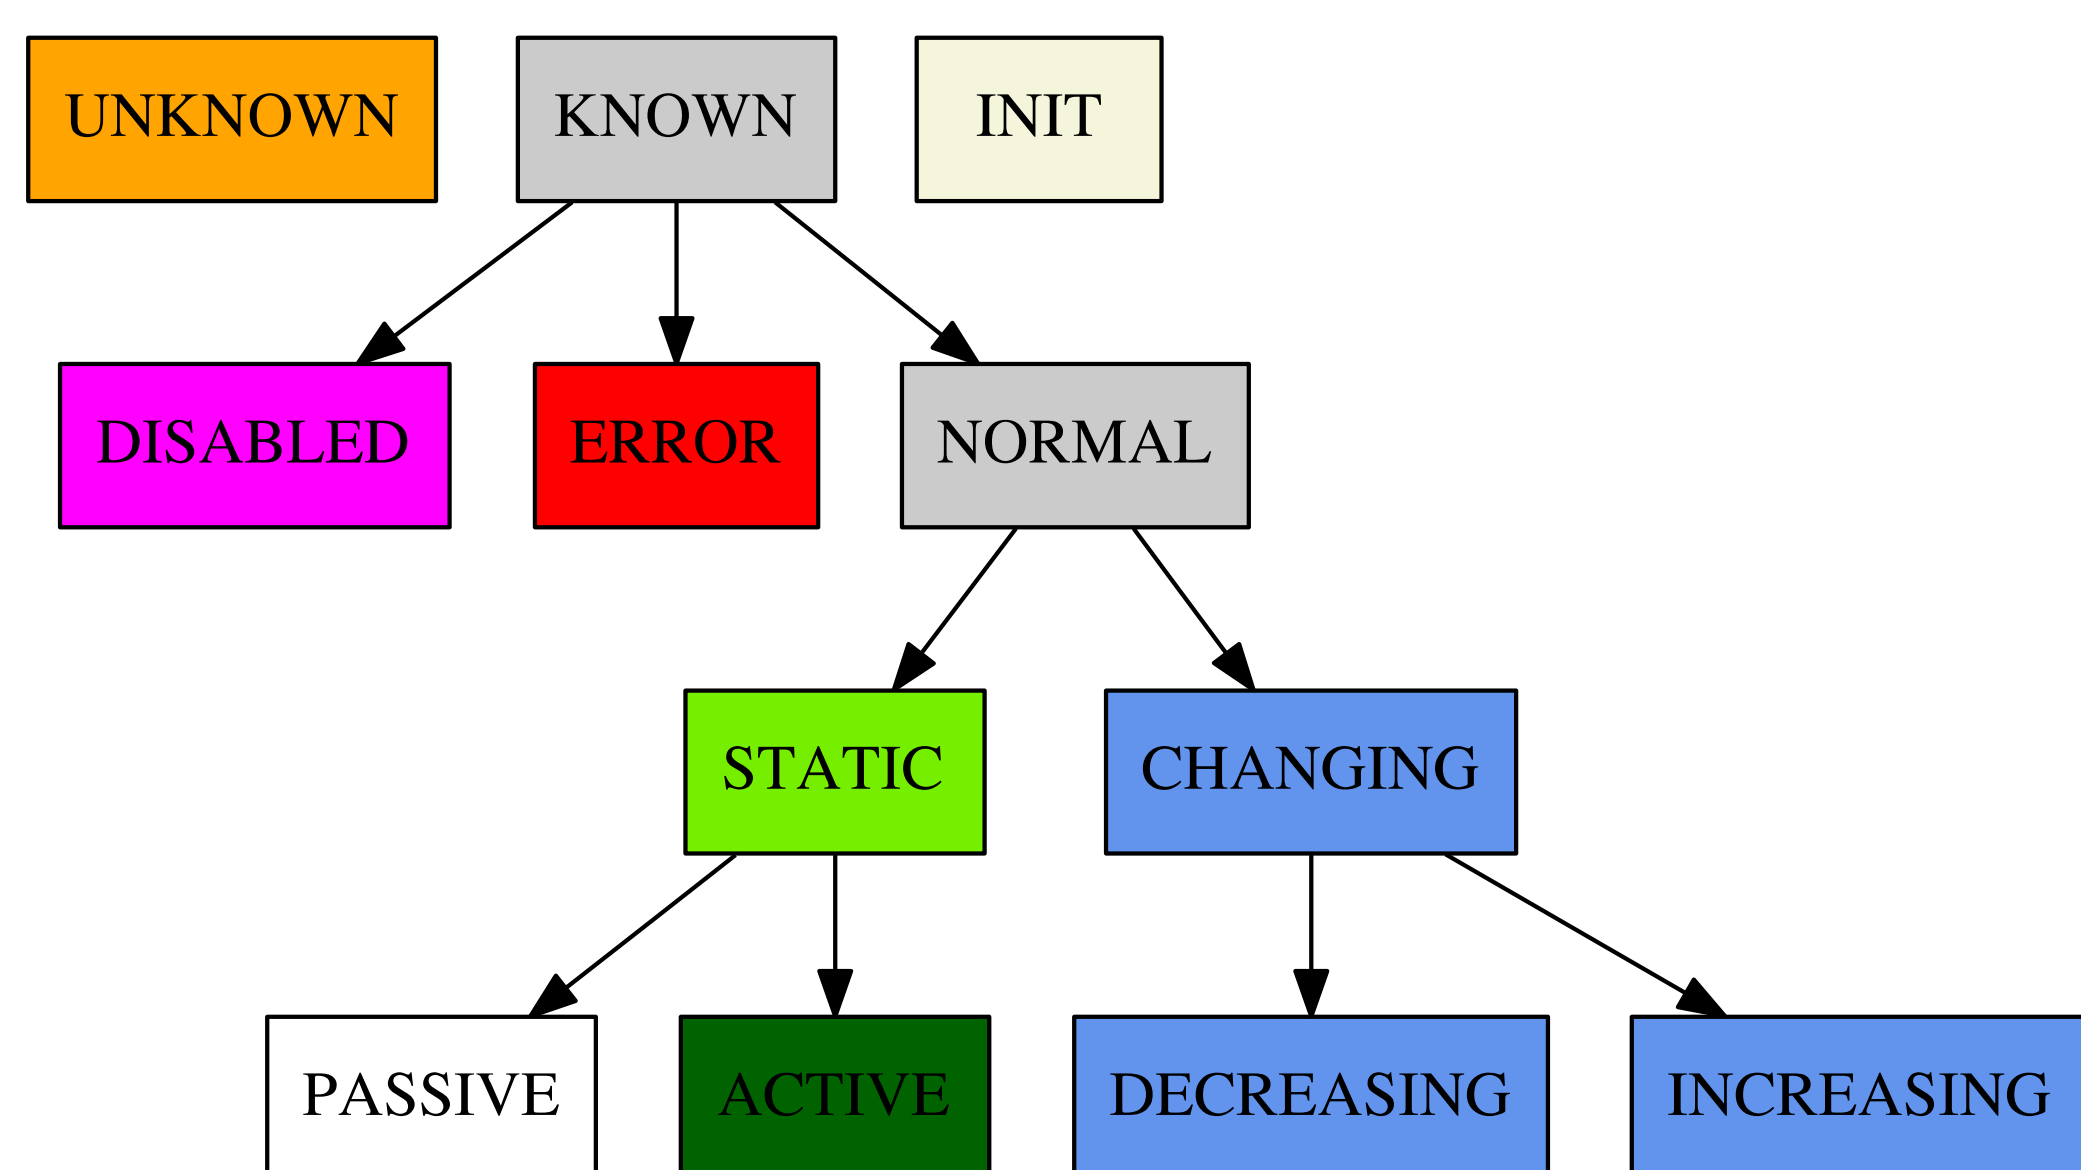 UNKNOWN
KNOWN
INIT
DISABLED
ERROR
NORMAL
STATIC
CHANGING
PASSIVE
ACTIVE
DECREASING
INCREASING